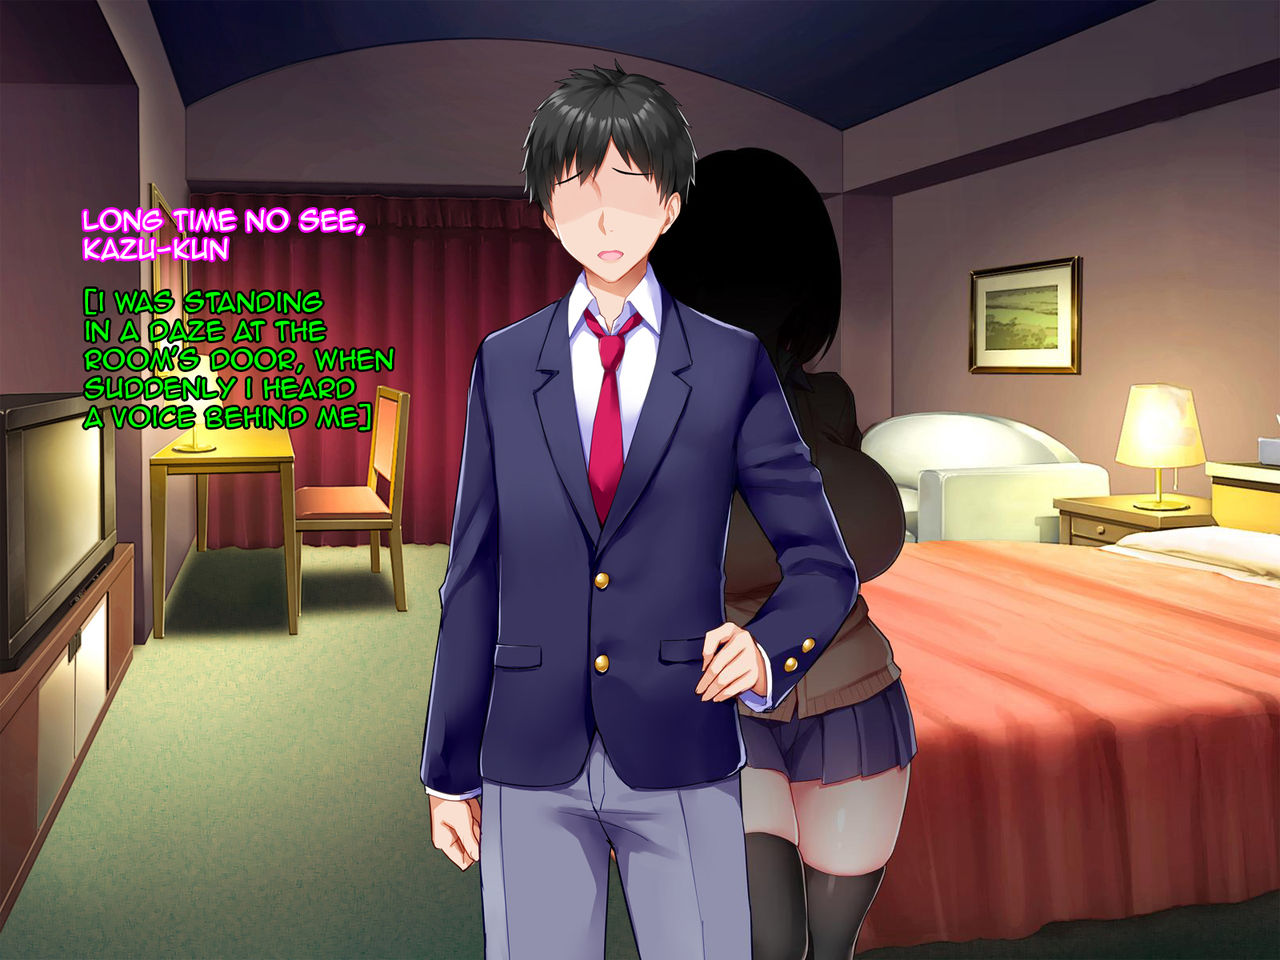 LONG TIME NO SEE,
KAZU-KUN
[I WAS STANDING
IN A DAZE AT THE
ROOM'S DOOR, WHEN
SUDDENLY I HEARD
A VOICE BEHIND ME]